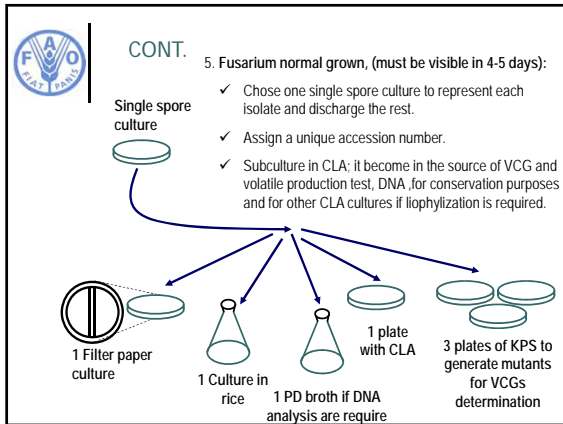 F A O
FIAT PANIS
CONT.
5. Fusarium normal grown, (must be visible in 4-5 days):
✓ Chose one single spore culture to represent each
isolate and discharge the rest.
✓ Assign a unique accession number.
✓ Subculture in CLA; it become in the source of VCG and
volatile production test, DNA ,for conservation purposes
and for other CLA cultures if liophylization is required.
Single spore
culture
1 Filter paper
culture
1 Culture in
rice
1 PD broth if DNA
analysis are require
1 plate
with CLA
3 plates of KPS to
generate mutants
for VCGs
determination